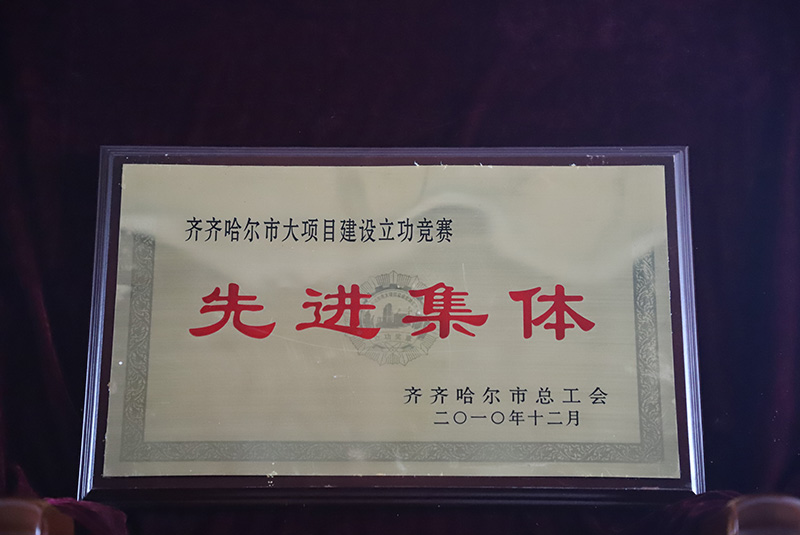 齐齐哈尔市大项目建设立功竞赛
先进集体
齐齐哈尔市总工会
二〇一〇年十二月